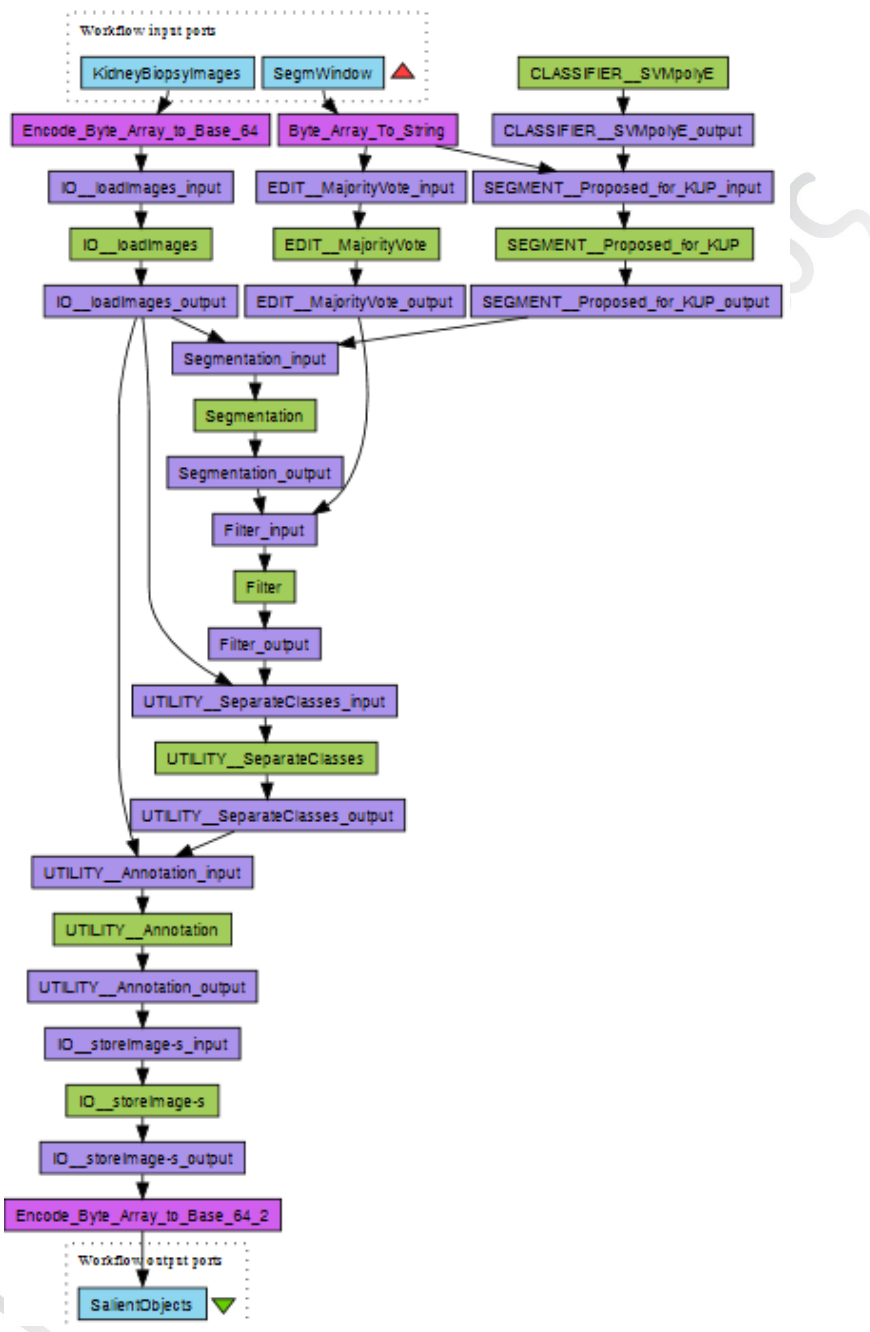 Workflow input ports
KidneyBiopsyImages SegmWindow CLASSIFIER__SVMpolyE
Encode_Byte_Array_to_Base_64 Byte_Array_To_String CLASSIFIER__SVMpolyE_output
IO__loadImages_input EDIT__MajorityVote_input SEGMENT__Proposed_for_KUP_input
IO__loadImages EDIT__MajorityVote SEGMENT__Proposed_for_KUP
IO__loadImages_output EDIT__MajorityVote_output SEGMENT__Proposed_for_KUP_output
Segmentation_input
Segmentation
Segmentation_output
Filter_input
Filter
Filter_output
UTILITY__SeparateClasses_input
UTILITY__SeparateClasses
UTILITY__SeparateClasses_output
UTILITY__Annotation_input
UTILITY__Annotation
UTILITY__Annotation_output
IO__storeImage-s_input
IO__storeImage-s
IO__storeImage-s_output
Encode_Byte_Array_to_Base_64_2
Workflow output ports
SalientObjects